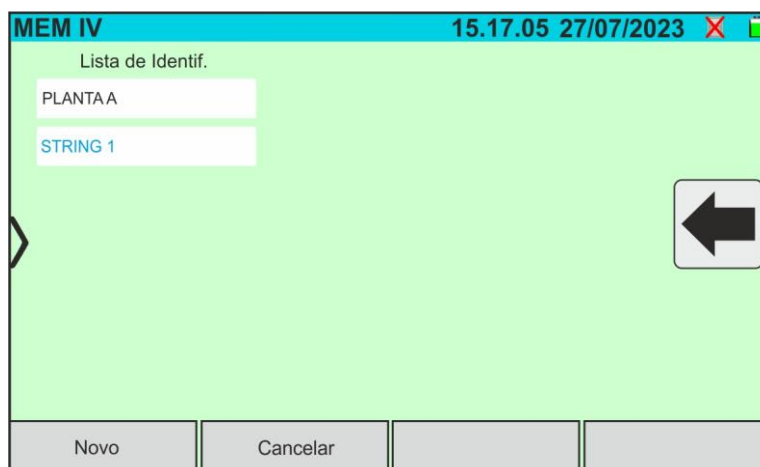 MEM IV 15.17.05 27/07/2023
Lista de Identif.
PLANTA A
STRING 1
Novo Cancelar